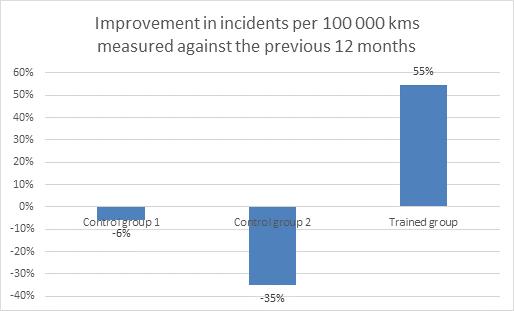 Improvement in incidents per 100 000 kms
measured against the previous 12 months
60%
50%
40%
30%
20%
10%
0%
-10%
-20%
-30%
-40%
55%
Control group 1
Control group 2
Trained group
-6%
-35%